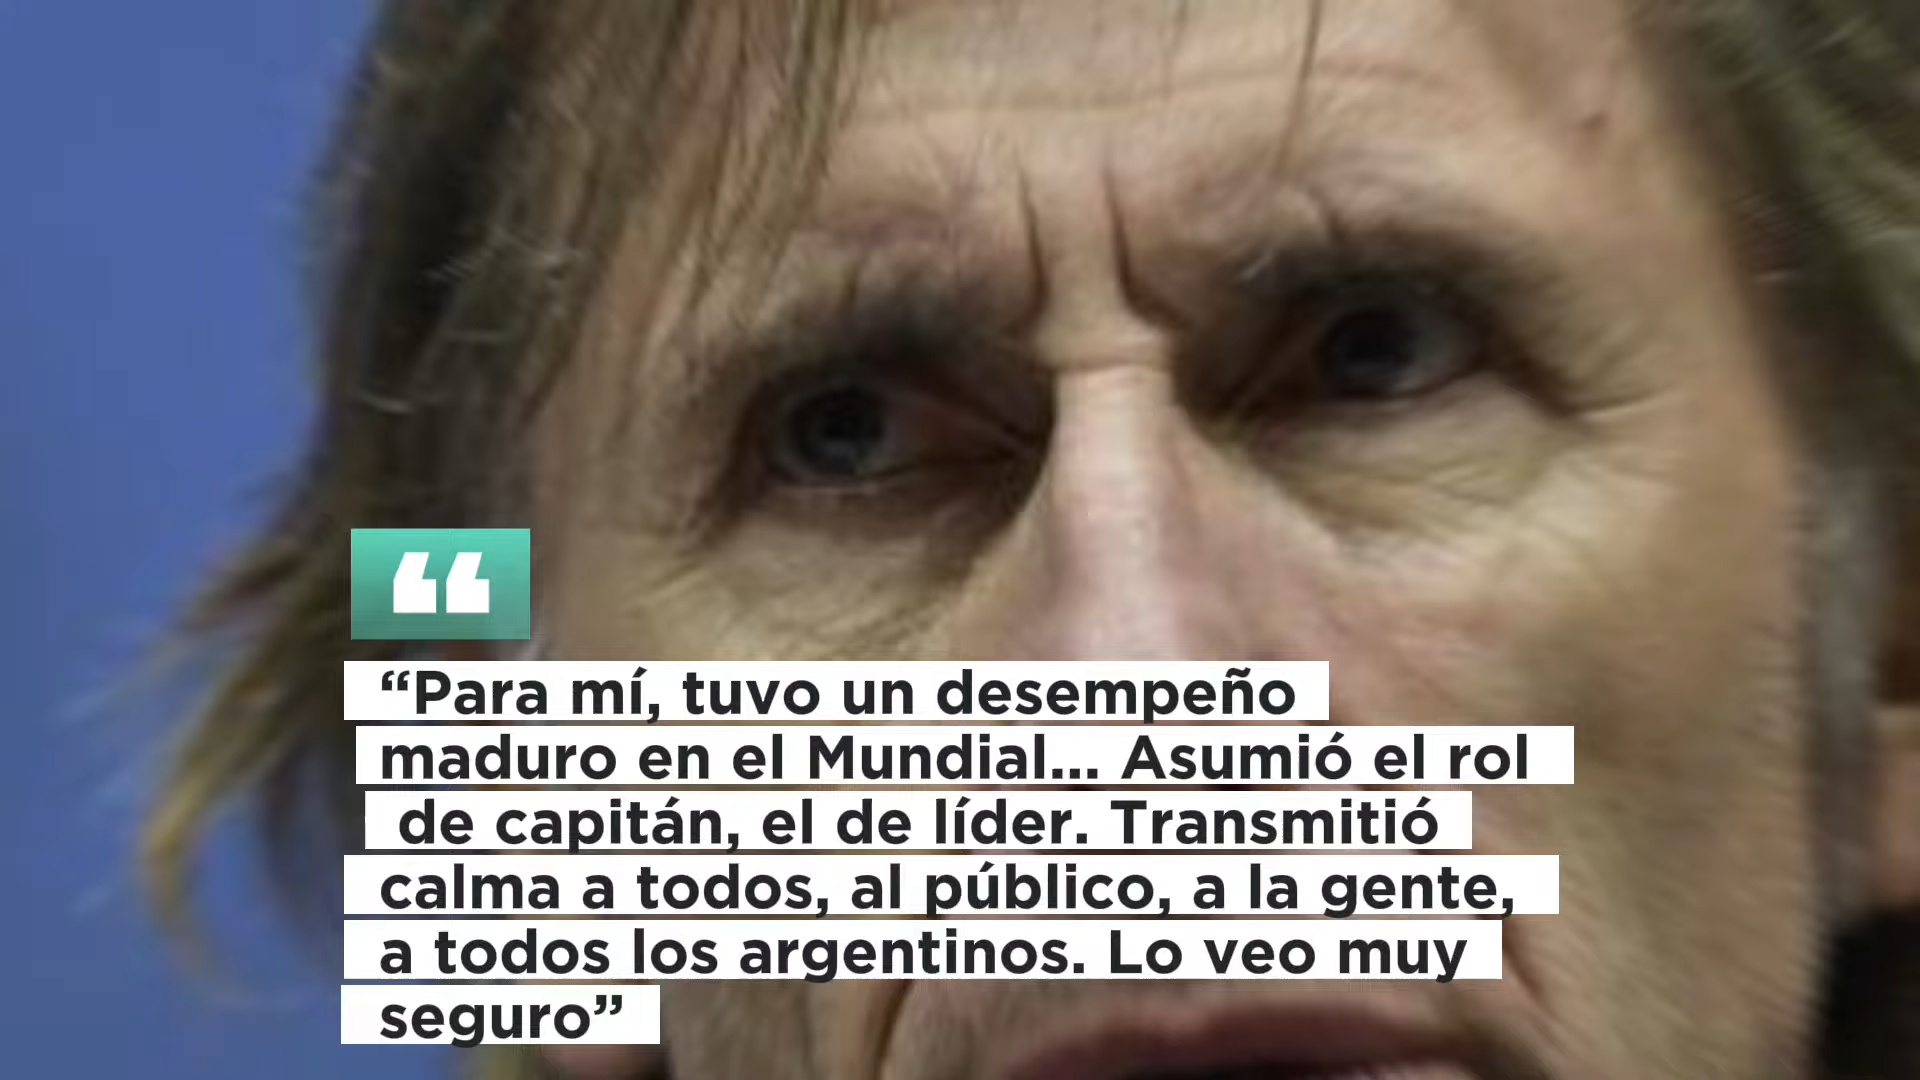 “Para mí, tuvo un desempeño
maduro en el Mundial... Asumió el rol
de capitán, el de líder. Transmitió
calma a todos, al público, a la gente,
a todos los argentinos. Lo veo muy
seguro”